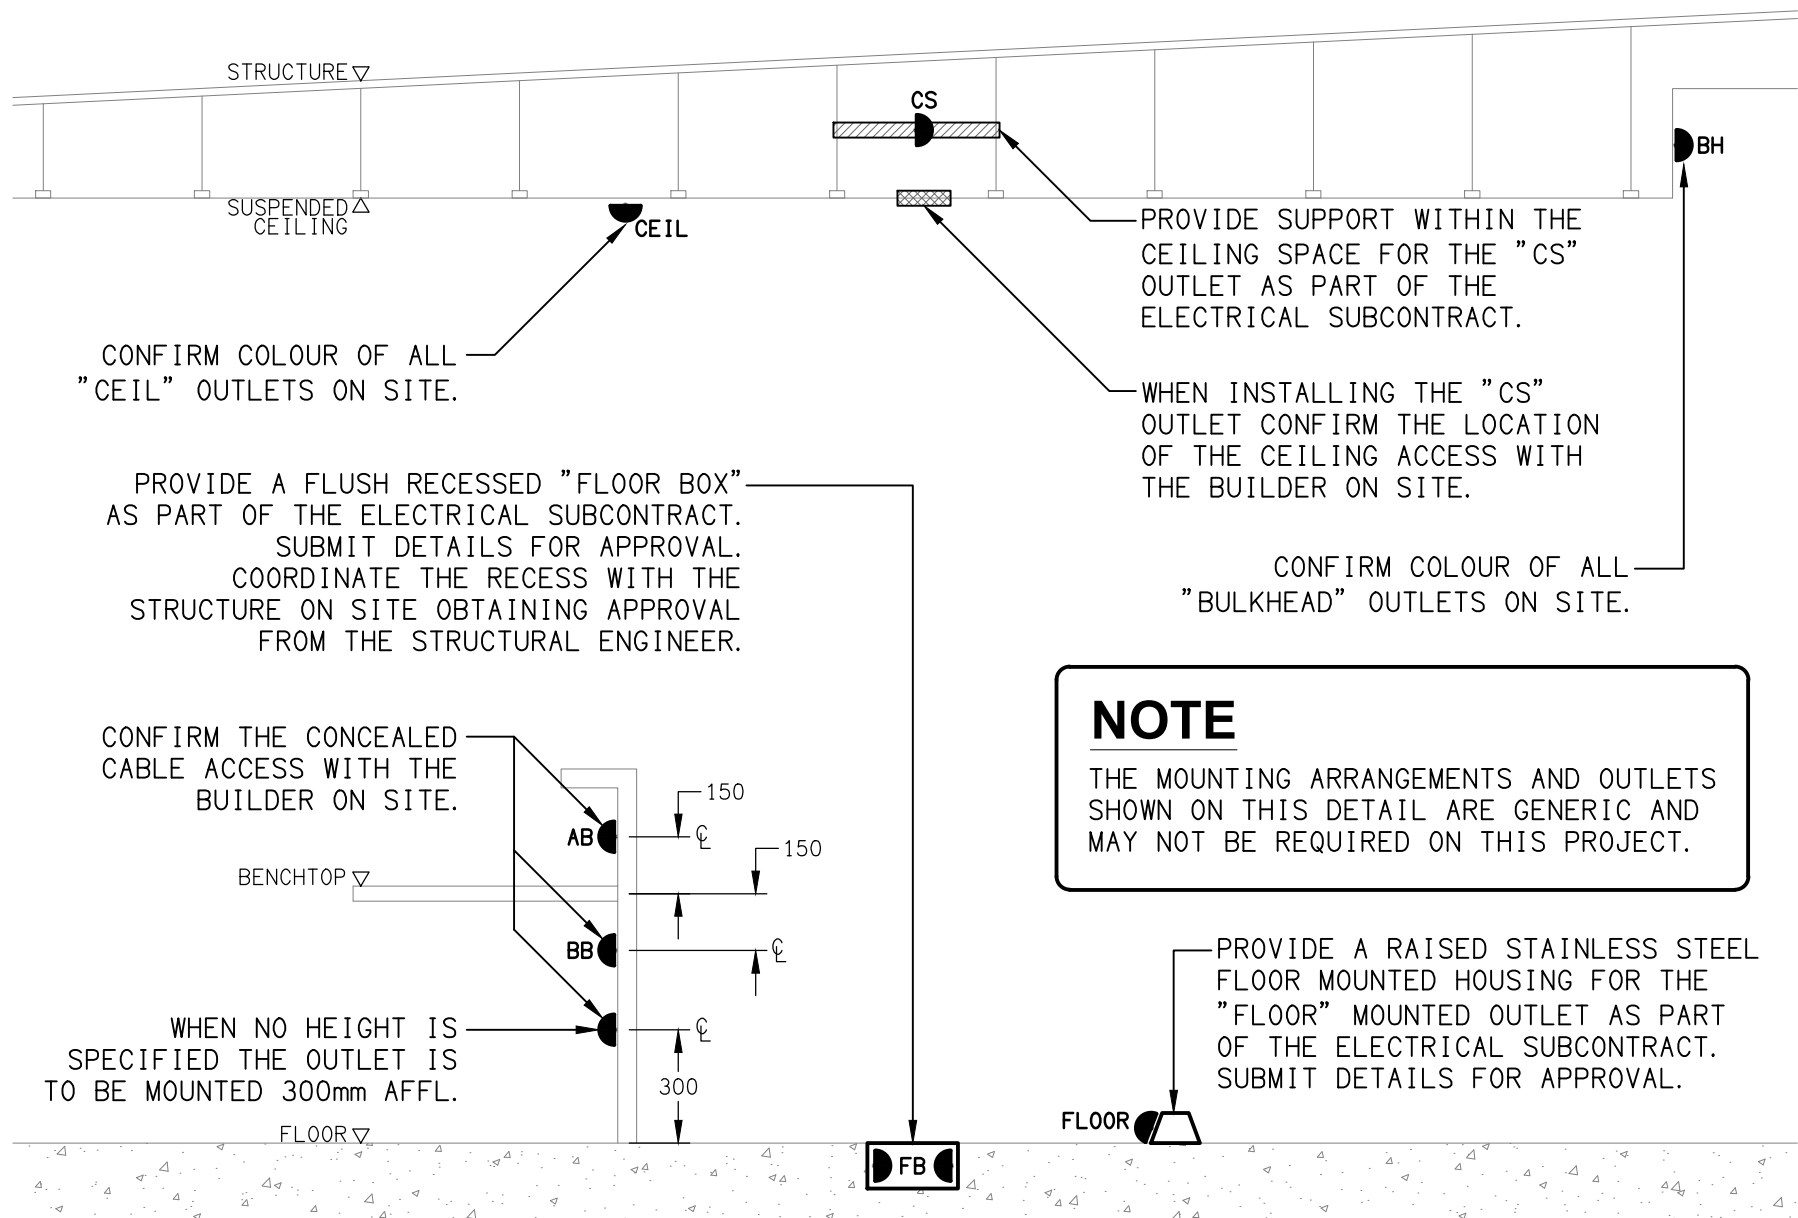 STRUCTURE
CS
BH
SUSPENDED
CEILING
CEIL
PROVIDE SUPPORT WITHIN THE
CEILING SPACE FOR THE "CS"
OUTLET AS PART OF THE
ELECTRICAL SUBCONTRACT.
CONFIRM COLOUR OF ALL
"CEIL" OUTLETS ON SITE.
WHEN INSTALLING THE "CS"
OUTLET CONFIRM THE LOCATION
OF THE CEILING ACCESS WITH
THE BUILDER ON SITE.
PROVIDE A FLUSH RECESSED "FLOOR BOX"
AS PART OF THE ELECTRICAL SUBCONTRACT.
SUBMIT DETAILS FOR APPROVAL.
COORDINATE THE RECESS WITH THE
STRUCTURE ON SITE OBTAINING APPROVAL
FROM THE STRUCTURAL ENGINEER.
CONFIRM COLOUR OF ALL
"BULKHEAD" OUTLETS ON SITE.
NOTE
THE MOUNTING ARRANGEMENTS AND OUTLETS
SHOWN ON THIS DETAIL ARE GENERIC AND
MAY NOT BE REQUIRED ON THIS PROJECT.
CONFIRM THE CONCEALED
CABLE ACCESS WITH THE
BUILDER ON SITE.
150
AB
℄
150
BENCHTOP
BB
℄
WHEN NO HEIGHT IS
SPECIFIED THE OUTLET IS
TO BE MOUNTED 300mm AFFL.
℄
300
PROVIDE A RAISED STAINLESS STEEL
FLOOR MOUNTED HOUSING FOR THE
"FLOOR" MOUNTED OUTLET AS PART
OF THE ELECTRICAL SUBCONTRACT.
SUBMIT DETAILS FOR APPROVAL.
FLOOR
FLOOR
FB